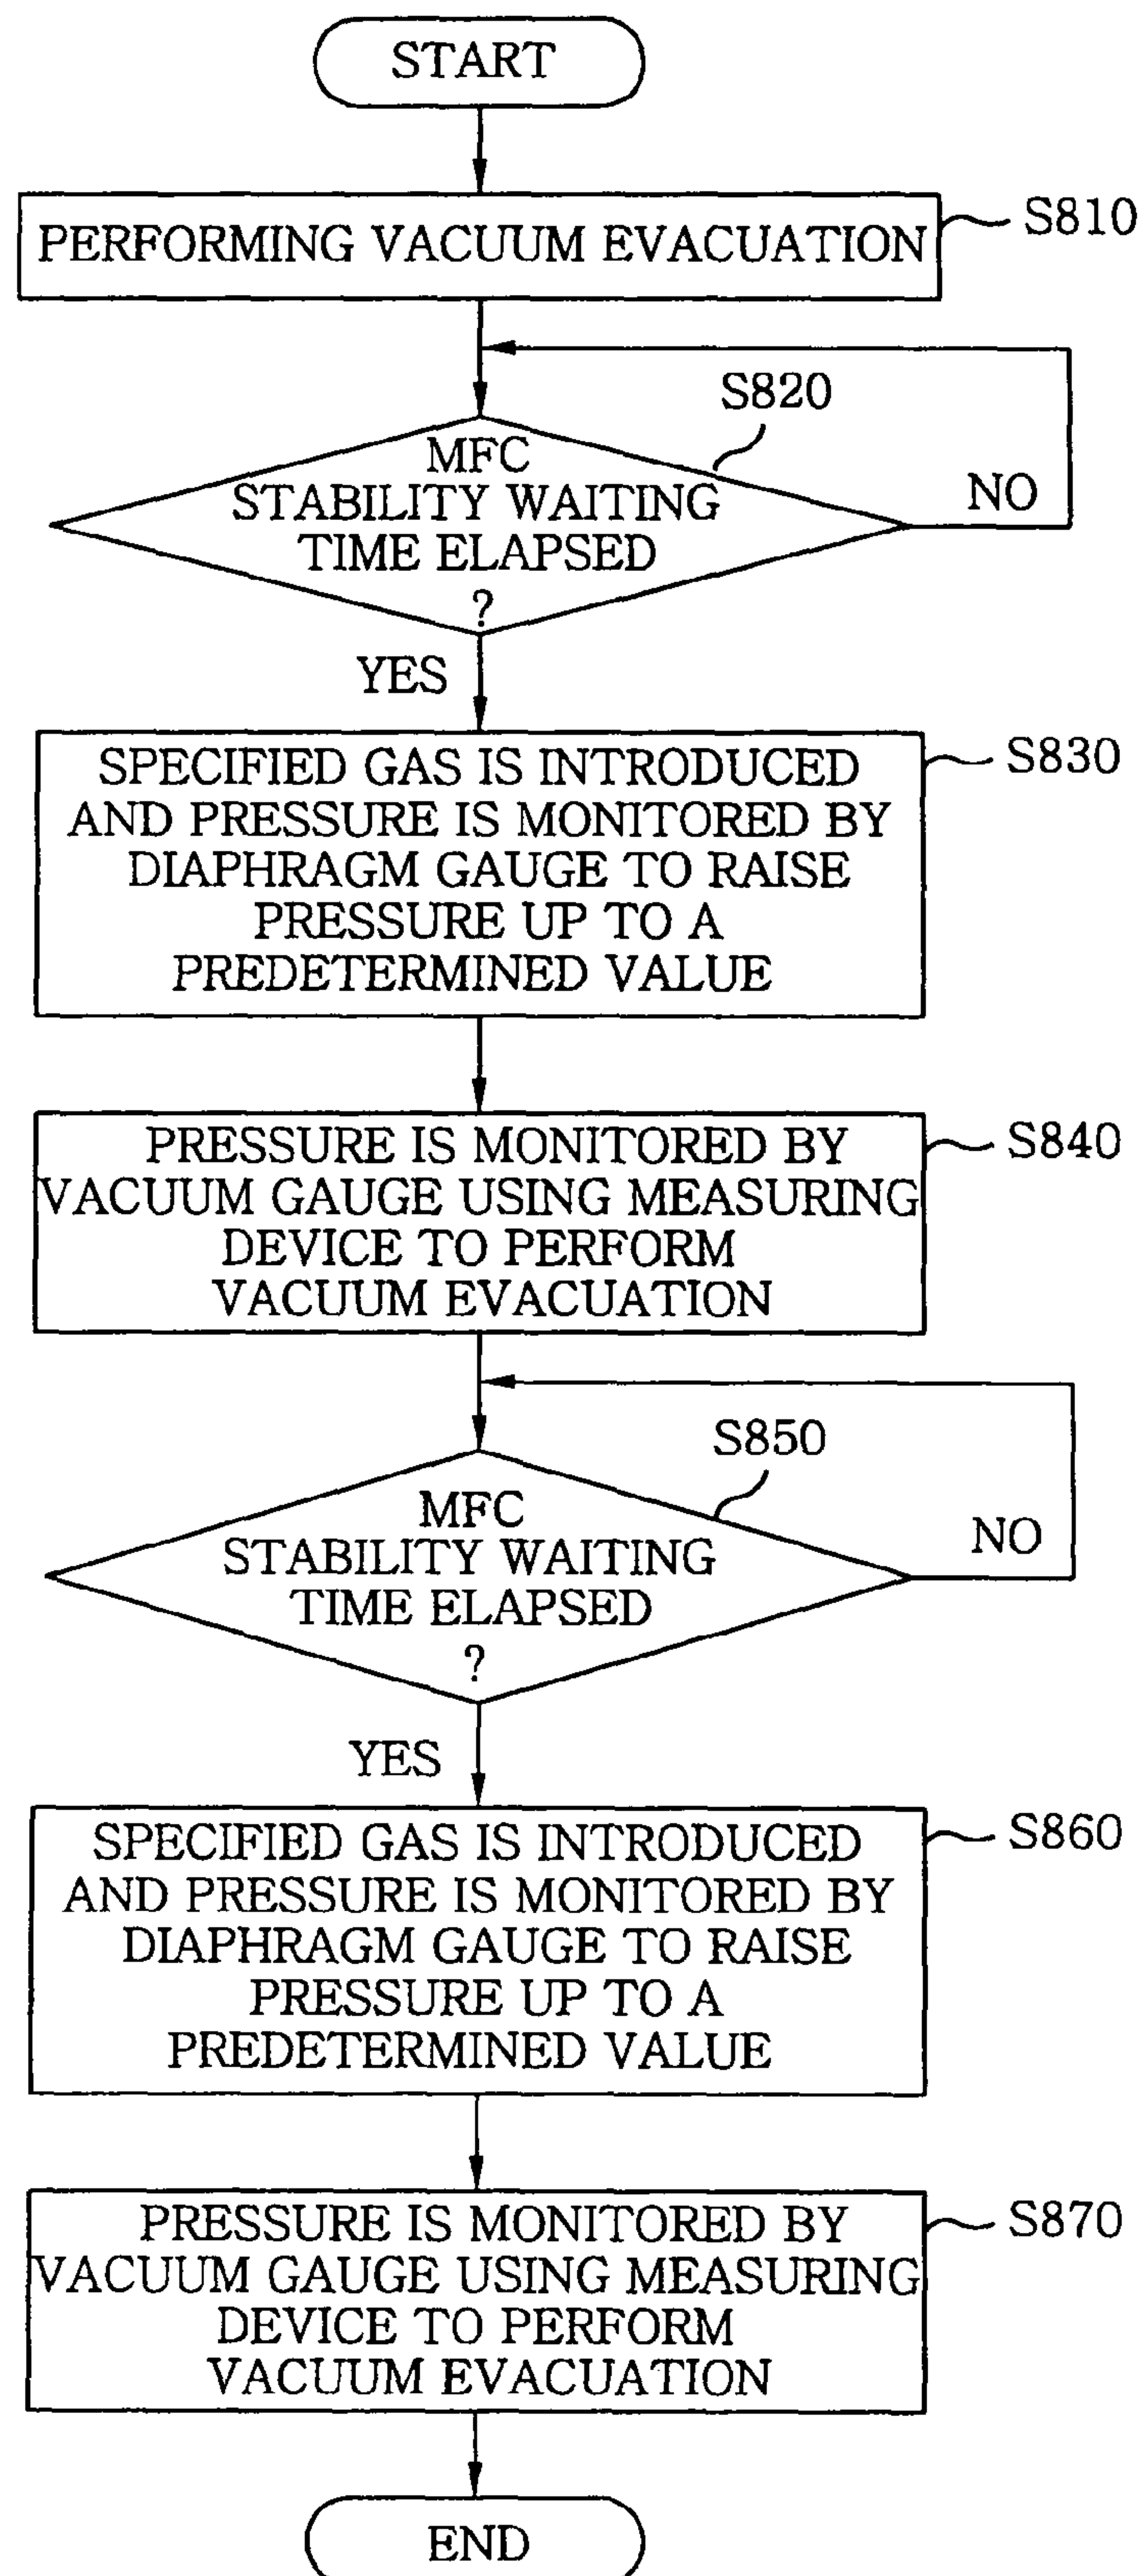 START
PERFORMING VACUUM EVACUATION
S810
S820
MFC
STABILITY WAITING
TIME ELAPSED
?
NO
YES
SPECIFIED GAS IS INTRODUCED
AND PRESSURE IS MONITORED BY
DIAPHRAGM GAUGE TO RAISE
PRESSURE UP TO A
PREDETERMINED VALUE
S830
PRESSURE IS MONITORED BY
VACUUM GAUGE USING MEASURING
DEVICE TO PERFORM
VACUUM EVACUATION
S840
S850
MFC
STABILITY WAITING
TIME ELAPSED
?
NO
YES
SPECIFIED GAS IS INTRODUCED
AND PRESSURE IS MONITORED BY
DIAPHRAGM GAUGE TO RAISE
PRESSURE UP TO A
PREDETERMINED VALUE
S860
PRESSURE IS MONITORED BY
VACUUM GAUGE USING MEASURING
DEVICE TO PERFORM
VACUUM EVACUATION
S870
END